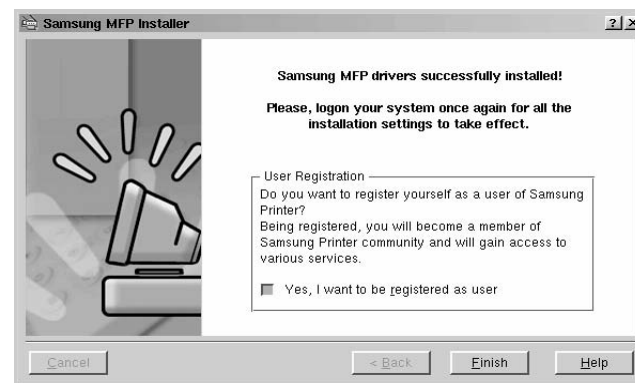 Samsung MFP Installer
Samsung MFP drivers successfully installed!
Please, logon your system once again for all the
installation settings to take effect.
User Registration
Do you want to register yourself as a user of Samsung
Printer?
Being registered, you will become a member of
Samsung Printer community and will gain access to
various services.
Yes, I want to be registered as user
Cancel
< Back
Finish
Help